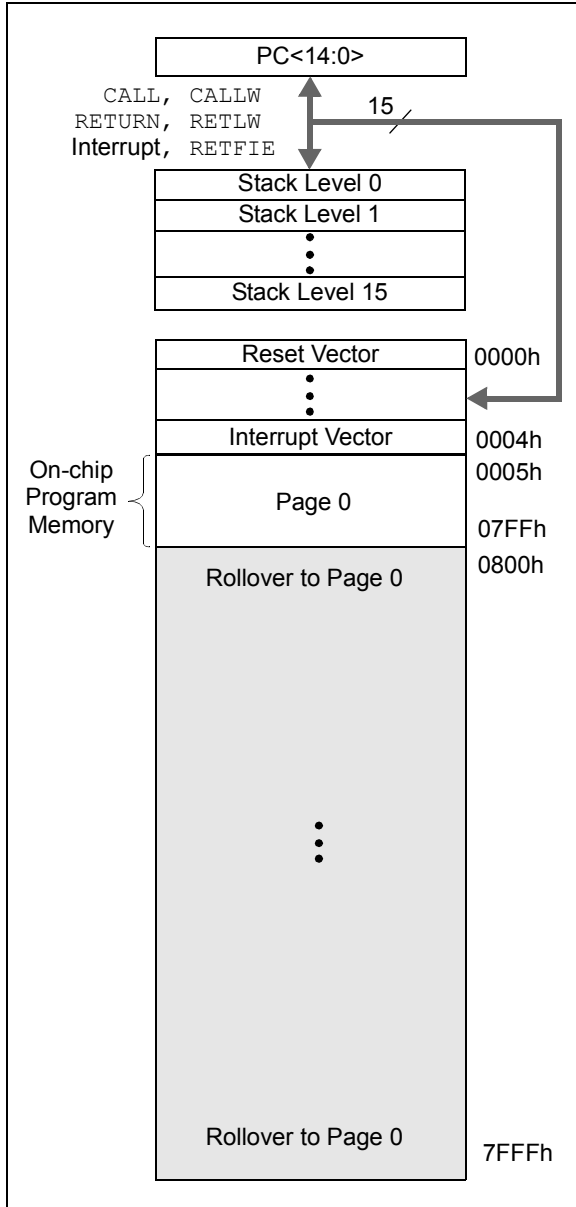 PC<14:0>
CALL, CALLW
RETURN, RETLW
Interrupt, RETFIE
15
Stack Level 0
Stack Level 1
Stack Level 15
Reset Vector
0000h
Interrupt Vector
0004h
On-chip
Program
Memory
Page 0
0005h
07FFh
Rollover to Page 0
0800h
Rollover to Page 0
7FFFh